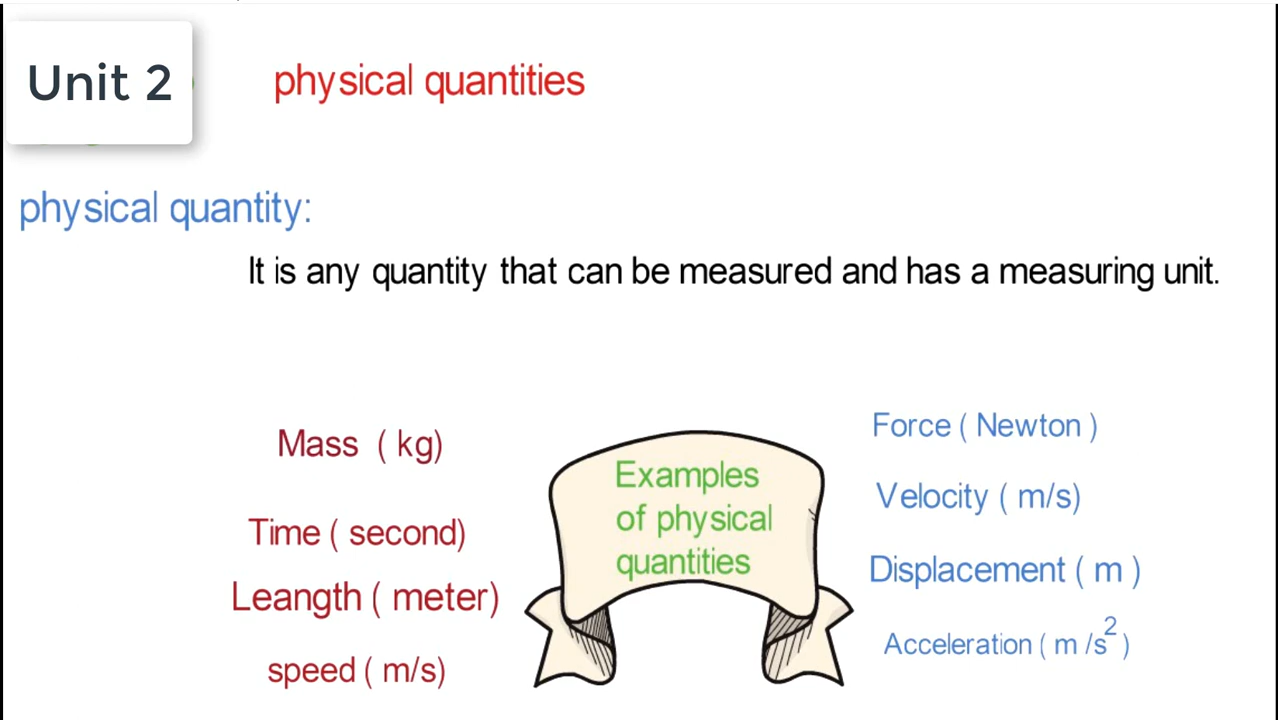 Unit 2
physical quantities
physical quantity:
It is any quantity that can be measured and has a measuring unit.
Mass ( kg)
Time ( second)
Leangth ( meter)
speed ( m/s)
Examples
of physical
quantities
Force ( Newton )
Velocity ( m/s)
Displacement ( m )
Acceleration ( m /s² )